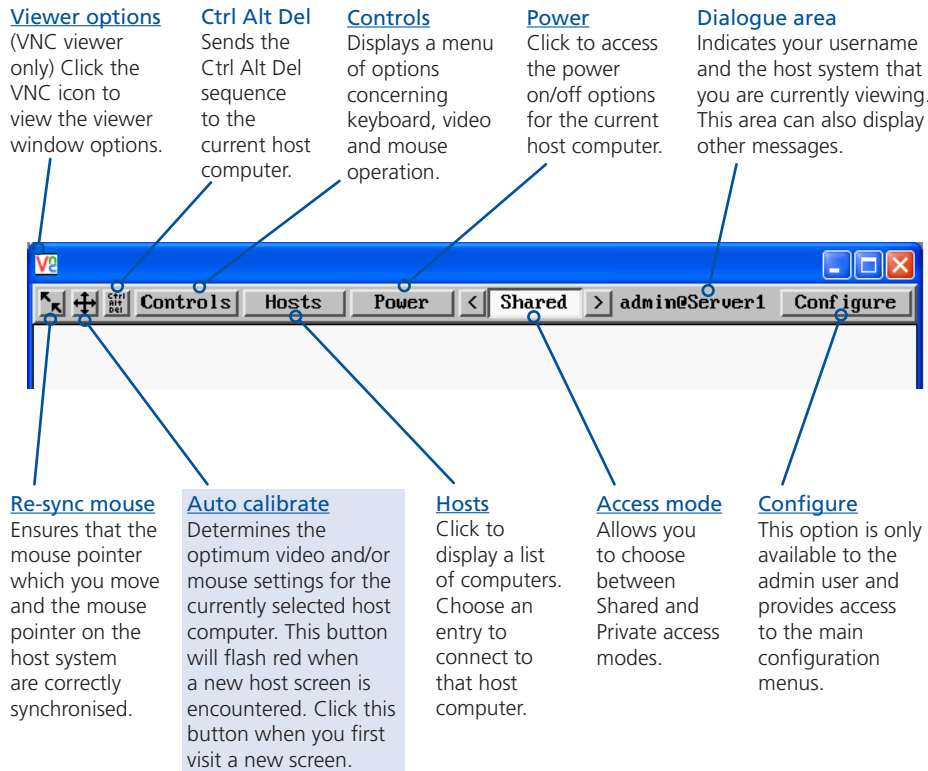 Viewer options
(VNC viewer
only) Click the
VNC icon to
view the viewer
window options.
Ctrl Alt Del
Sends the
Ctrl Alt Del
sequence
to the
current host
computer.
Controls
Displays a menu
of options
concerning
keyboard, video
and mouse
operation.
Power
Click to access
the power
on/off options
for the current
host computer.
Dialogue area
Indicates your username
and the host system that
you are currently viewing.
This area can also display
other messages.
Ctrl
Alt
Del
Controls
Hosts
Power
<
Shared
>
admin@Server1
Configure
Re-sync mouse
Ensures that the
mouse pointer
which you move
and the mouse
pointer on the
host system
are correctly
synchronised.
Auto calibrate
Determines the
optimum video and/or
mouse settings for the
currently selected host
computer. This button
will flash red when
a new host screen is
encountered. Click this
button when you first
visit a new screen.
Hosts
Click to
display a list
of computers.
Choose an
entry to
connect to
that host
computer.
Access mode
Allows you
to choose
between
Shared and
Private access
modes.
Configure
This option is only
available to the
admin user and
provides access
to the main
configuration
menus.